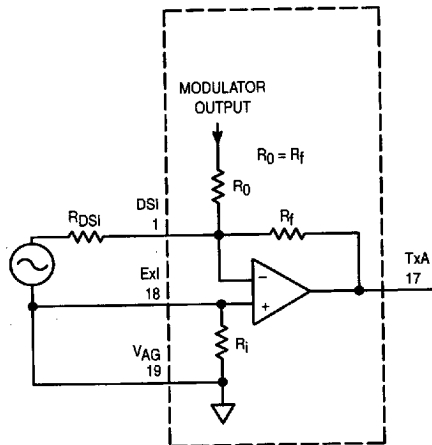 MODULATOR
OUTPUT
R0 = Rf
R0
DSI
1
RDSI
Rf
ExI
18
TxA
17
VAG
19
Ri